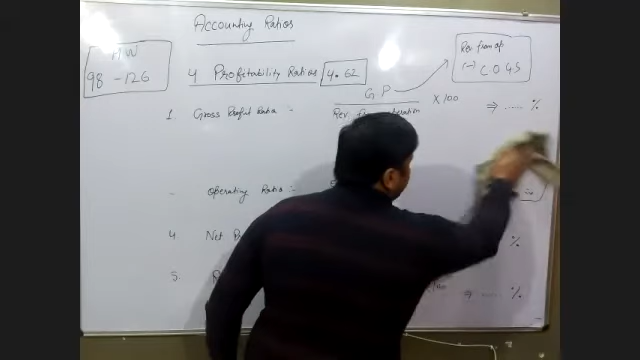 Accounting Ratios
HW
98 - 126
4 Profitability Ratios 4.62
Rev. from op
(-) C O G S
1. Gross Profit Ratio :-
G P
Rev. from operation
X 100
⇒ ..... %
Operating Ratio :-
4. Net
%
5.
⇒ ..... %